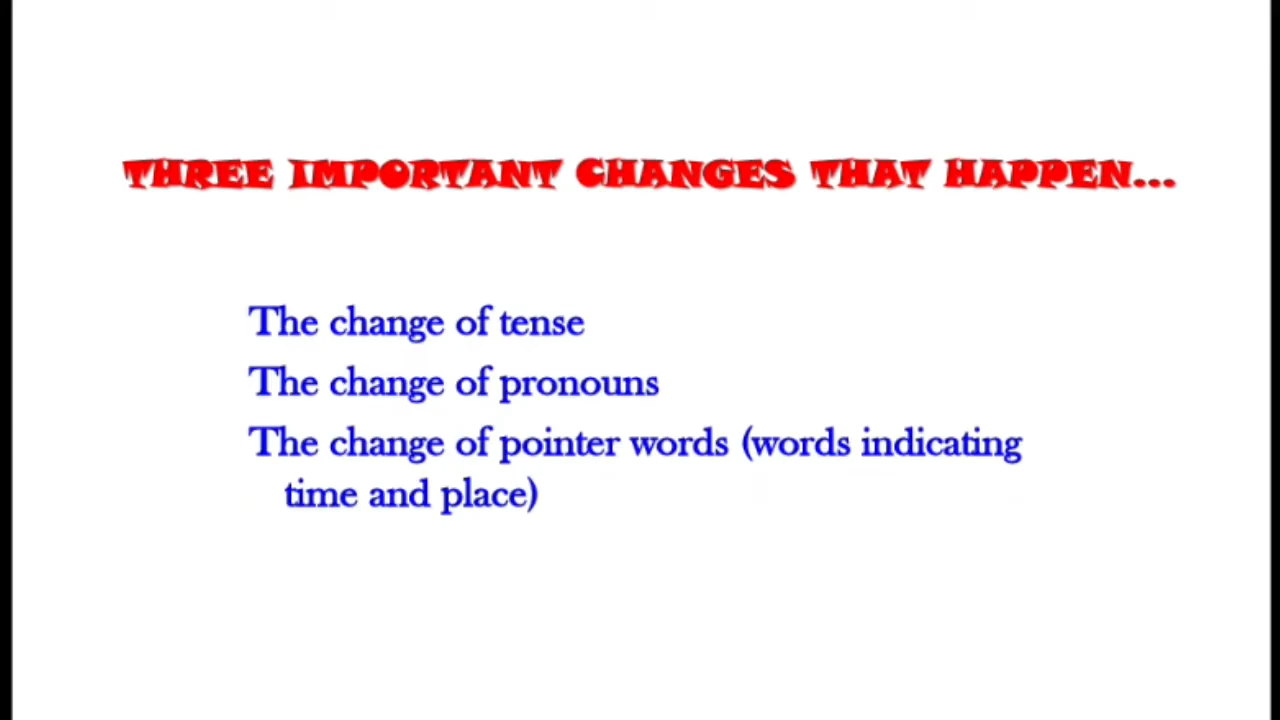 THREE IMPORTANT CHANGES THAT HAPPEN...
The change of tense
The change of pronouns
The change of pointer words (words indicating
time and place)